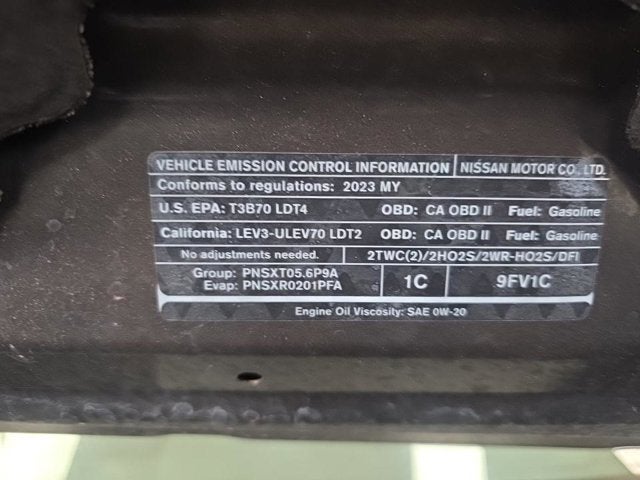 VEHICLE EMISSION CONTROL INFORMATION NISSAN MOTOR CO., LTD.
Conforms to regulations: 2023 MY
U.S. EPA: T3B70 LDT4 OBD: CA OBD II Fuel: Gasoline
California: LEV3-ULEV70 LDT2 OBD: CA OBD II Fuel: Gasoline
No adjustments needed. 2TWC(2)/2HO2S/2WR-HO2S/DFI
Group: PNSXT05.6P9A
Evap: PNSXR0201PFA
1C 9FV1C
Engine Oil Viscosity: SAE 0W-20